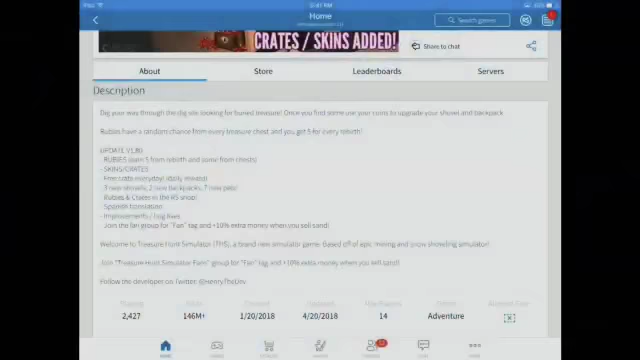 Home
Search games
CRATES / SKINS ADDED!
Share to chat
About
Store
Leaderboards
Servers
Description
Dig your way through the dig site looking for buried treasure! Once you find some use your coins to upgrade your shovel and backpack
Rubies have a random chance from every treasure chest and you get 5 for every rebirth!
UPDATE
- RUBIES (earn 5 from rebirth and some from chests)
- SKINS/CRATES
- Free crate everyday! (daily reward)
- 3 new shovels, 2 new backpacks, 7 new pets!
- Rubies & Crates in the R$ shop!
- Spanish translation
- Improvements / bug fixes
Join the fan group for "Fan" tag and +10% extra money when you sell sand!
Welcome to Treasure Hunt Simulator (THS), a brand new simulator game. Based off of epic mining and snow shoveling simulator!
Join "Treasure Hunt Simulator Fans" group for "Fan" tag and +10% extra money when you sell sand!
Follow the developer on Twitter @HenryTheDev
Playing
Visits
Created
Updated
Max Players
Genre
2,427
146M+
1/20/2018
4/20/2018
14
Adventure